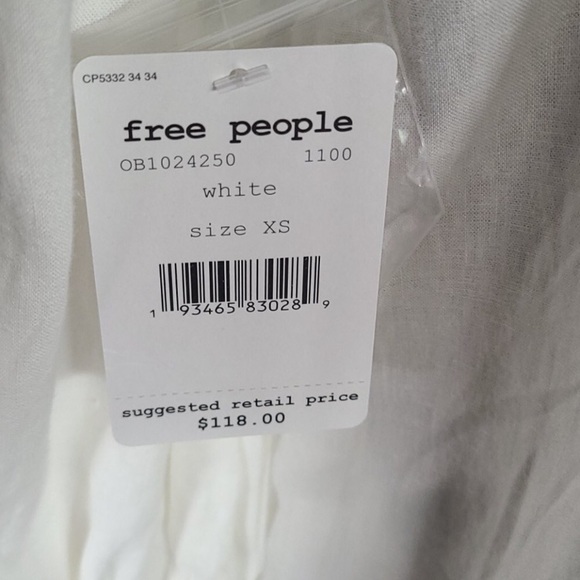 CP5332 34 34
free people
OB1024250 1100
white
size XS
1 93465 83028 9
suggested retail price
$118.00